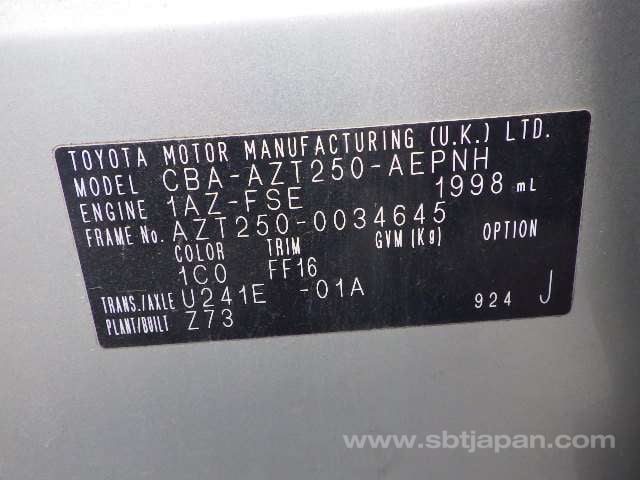 TOYOTA MOTOR MANUFACTURING (U.K.) LTD.
MODEL CBA-AZT250-AEPNH
ENGINE 1AZ-FSE 1998 mL
FRAME No. AZT250-0034645
COLOR TRIM GVM (Kg) OPTION
1C0 FF16
TRANS./AXLE U241E -01A
PLANT/BUILT Z73 924 J
www.sbtjapan.com